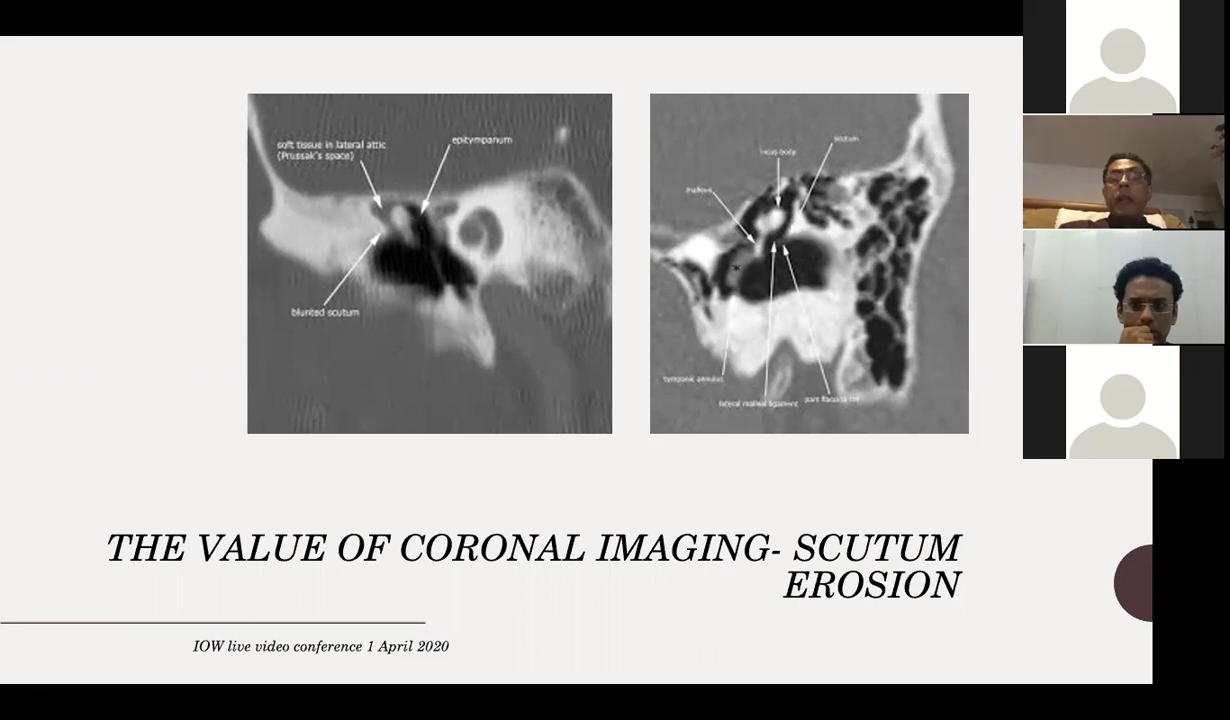 soft tissue in lateral attic
(Prussak's space)
epitympanum
blunted scutum
scutum
incus body
malleus
tympanic annulus
lateral malleal ligament
pars flaccida
THE VALUE OF CORONAL IMAGING- SCUTUM
EROSION
IOW live video conference 1 April 2020